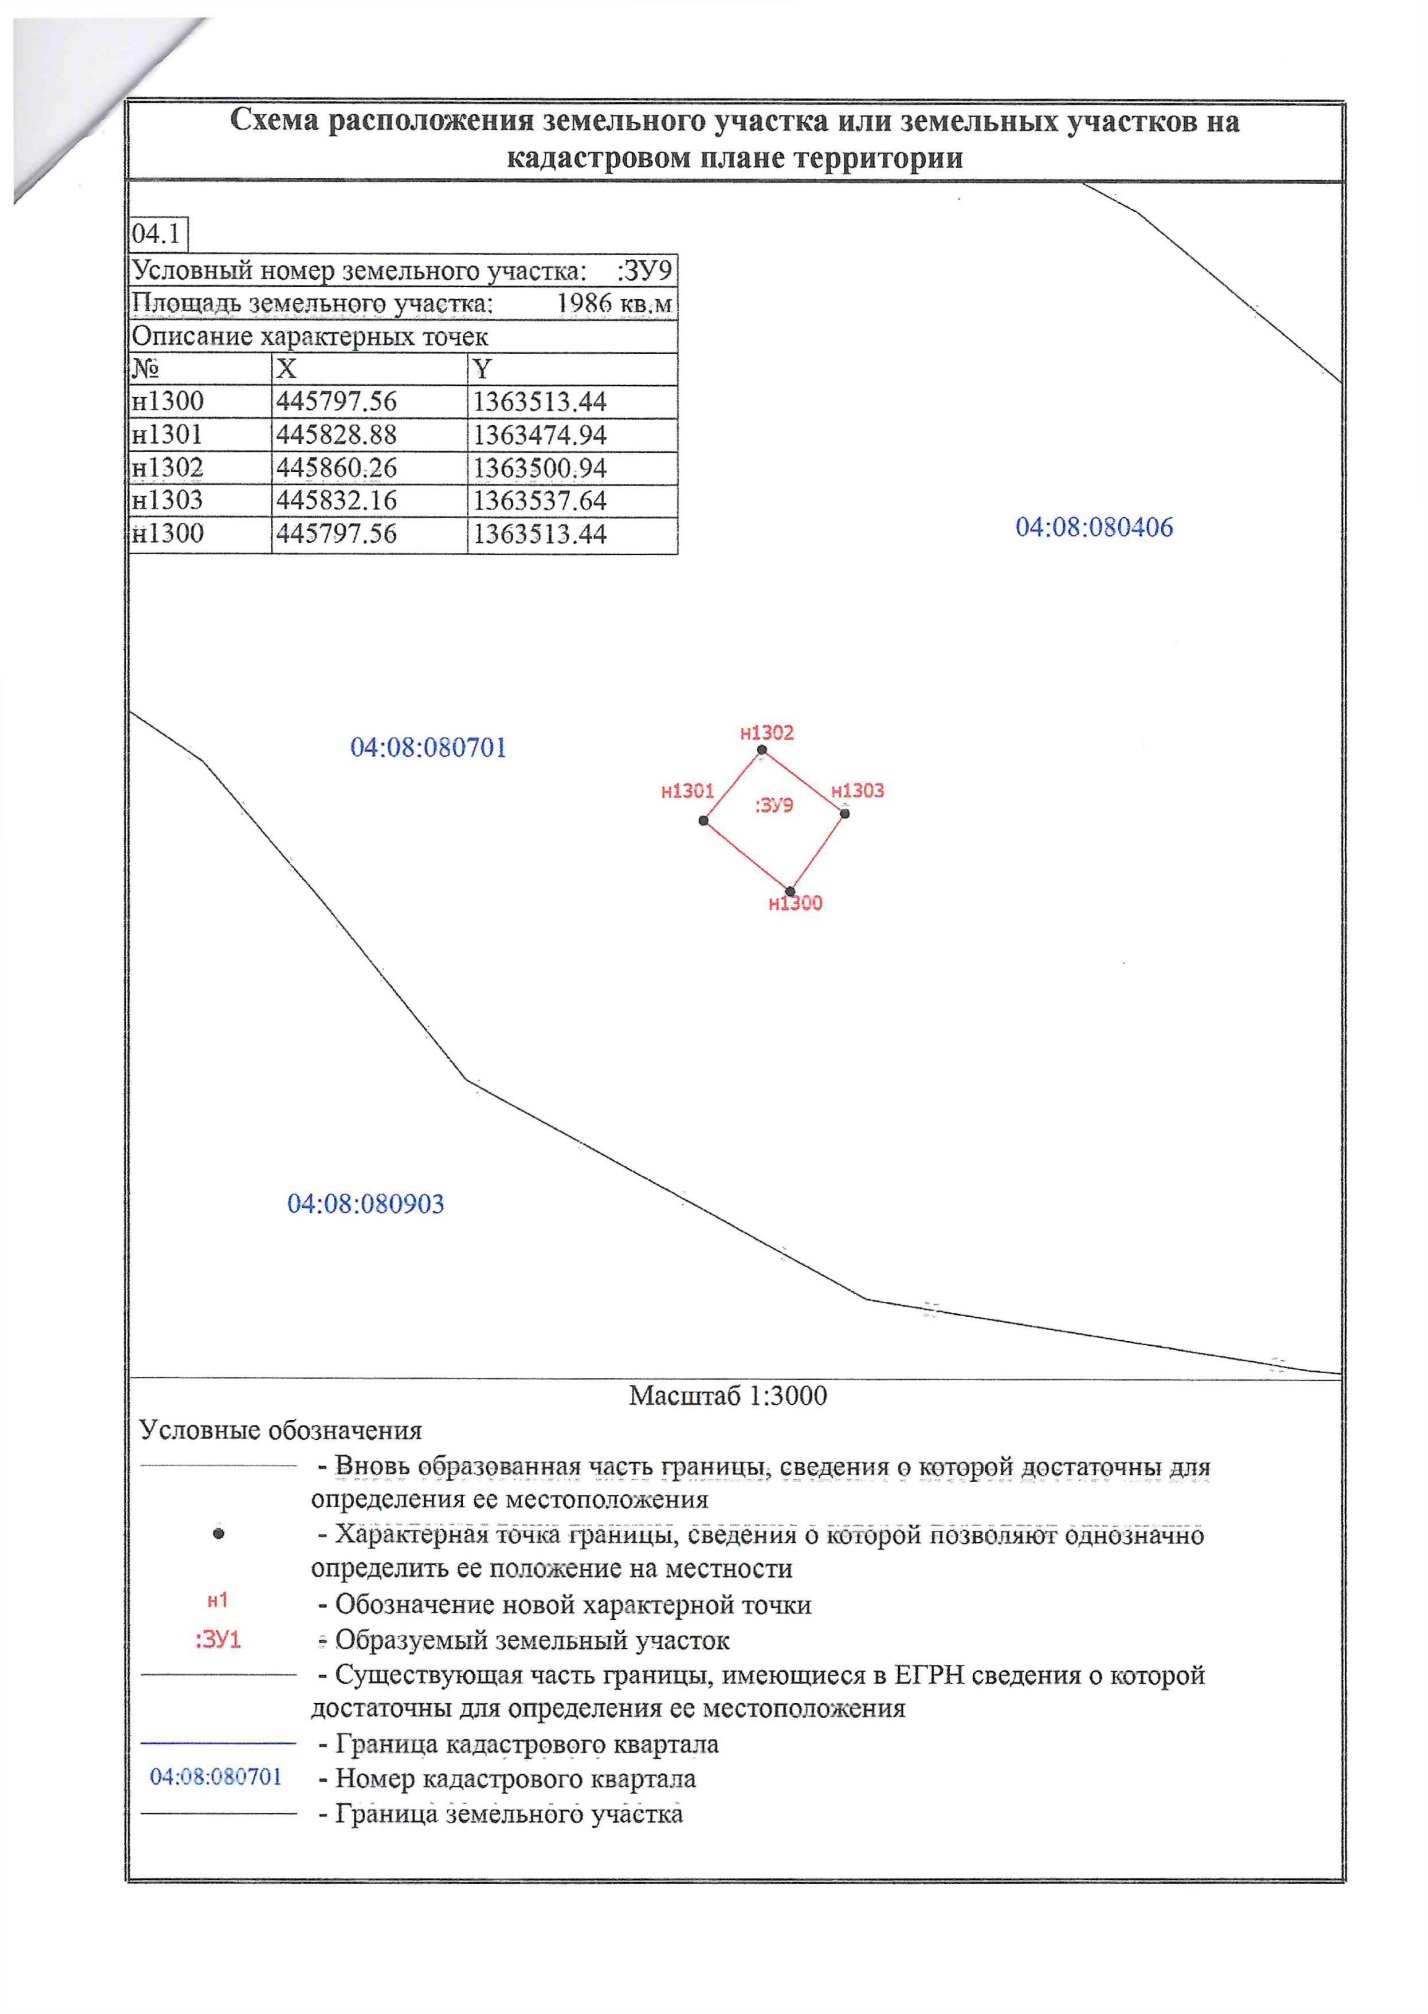 Схема расположения земельного участка или земельных участков на
кадастровом плане территории
04.1
Условный номер земельного участка: :ЗУ9
Площадь земельного участка: 1986 кв.м
Описание характерных точек
№ X Y
н1300 445797.56 1363513.44
н1301 445828.88 1363474.94
н1302 445860.26 1363500.94
н1303 445832.16 1363537.64
н1300 445797.56 1363513.44
04:08:080406
04:08:080701
н1302
н1301
н1303
:ЗУ9
н1300
04:08:080903
Масштаб 1:3000
Условные обозначения
- Вновь образованная часть границы, сведения о которой достаточны для
определения ее местоположения
- Характерная точка границы, сведения о которой позволяют однозначно
определить ее положение на местности
н1 - Обозначение новой характерной точки
:ЗУ1 - Образуемый земельный участок
- Существующая часть границы, имеющиеся в ЕГРН сведения о которой
достаточны для определения ее местоположения
- Граница кадастрового квартала
04:08:080701 - Номер кадастрового квартала
- Граница земельного участка